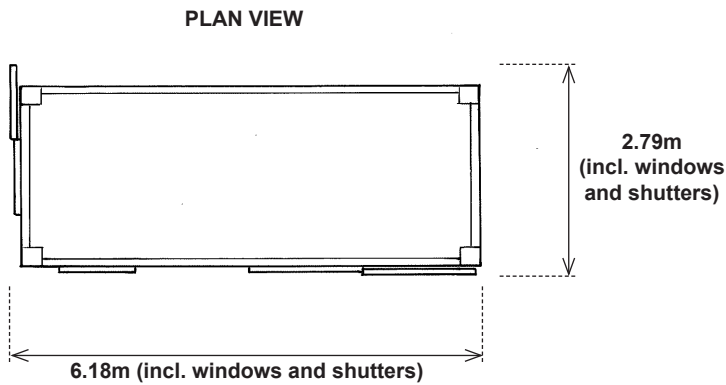 PLAN VIEW
2.79m
(incl. windows
and shutters)
6.18m (incl. windows and shutters)